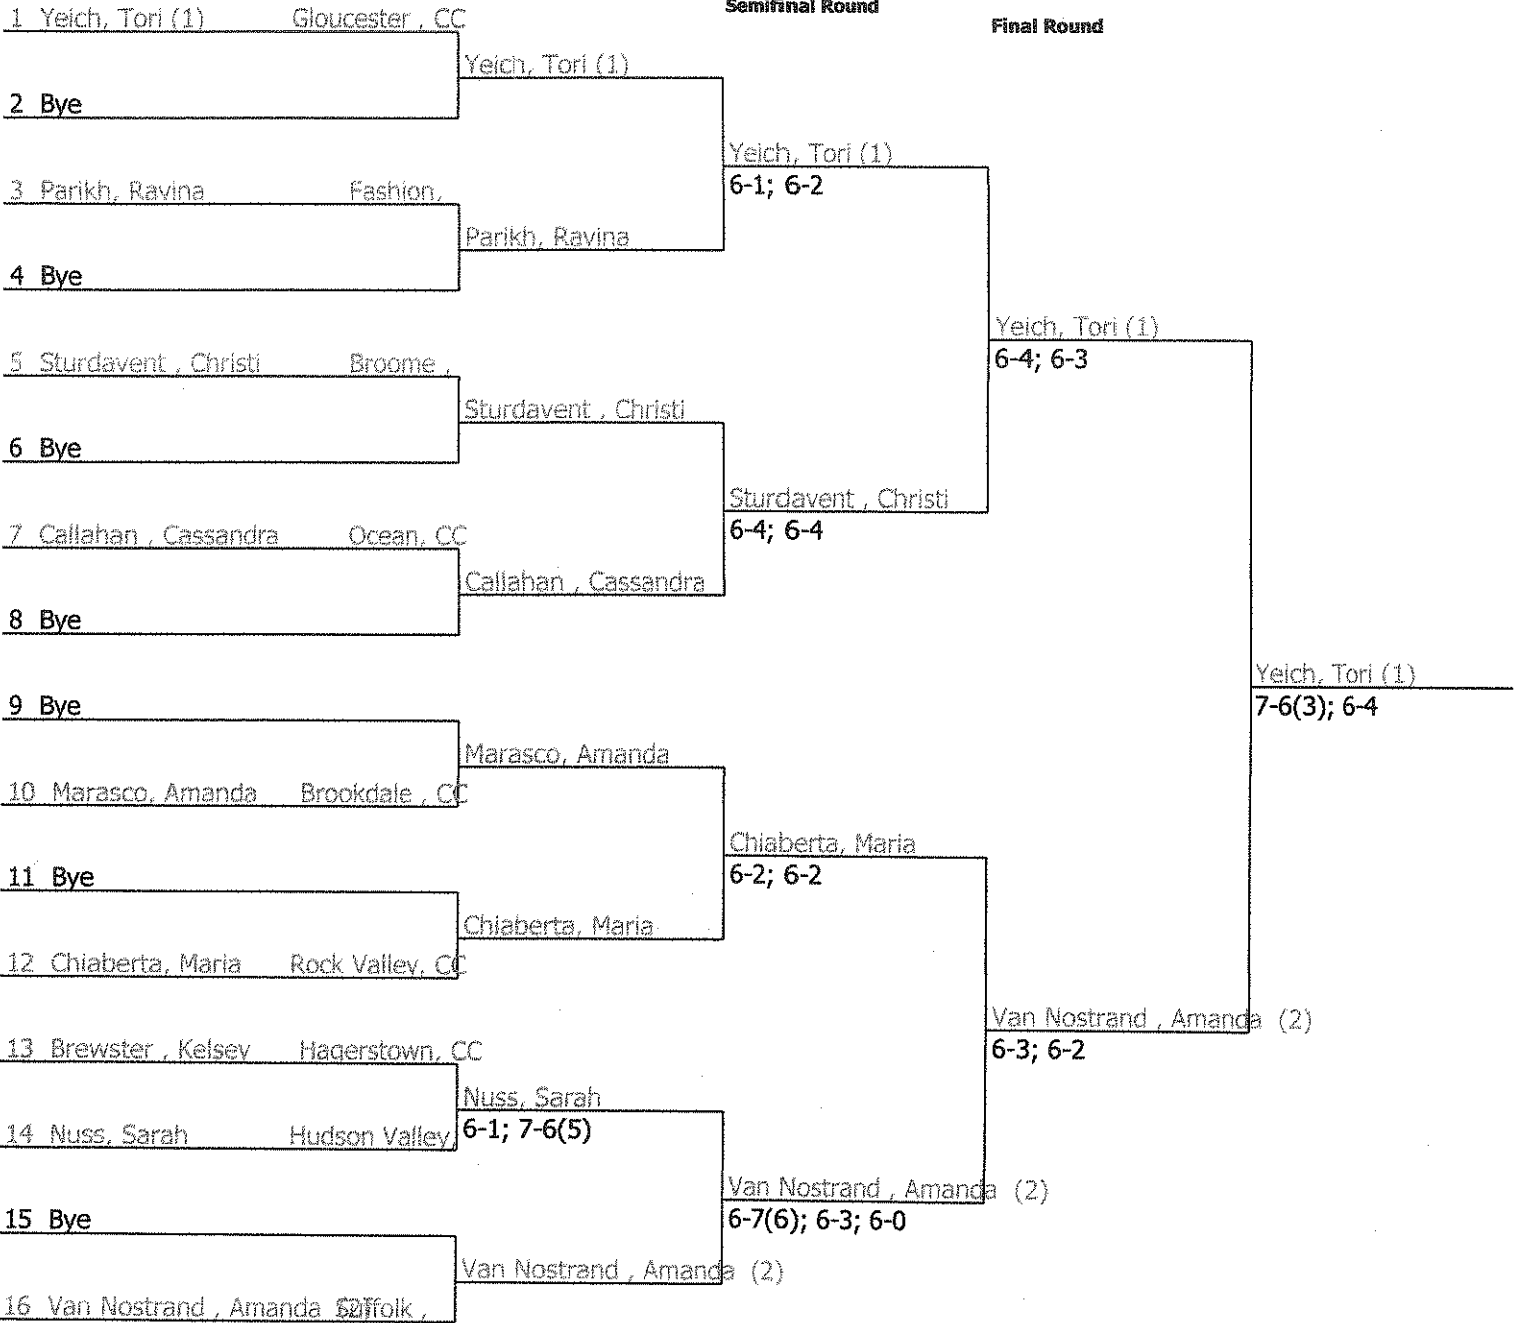 Semifinal Round
Final Round
1 Yeich, Tori (1) Gloucester , CC
Yeich, Tori (1)
2 Bye
Yeich, Tori (1)
6-1; 6-2
3 Parikh, Ravina Fashion,
Parikh, Ravina
4 Bye
Yeich, Tori (1)
6-4; 6-3
5 Sturdavent , Christi Broome ,
Sturdavent , Christi
6 Bye
Sturdavent , Christi
6-4; 6-4
7 Callahan , Cassandra Ocean, CC
Callahan , Cassandra
8 Bye
Yeich, Tori (1)
7-6(3); 6-4
9 Bye
Marasco, Amanda
10 Marasco, Amanda Brookdale , CC
Chiaberta, Maria
6-2; 6-2
11 Bye
Chiaberta, Maria
12 Chiaberta, Maria Rock Valley, CC
Van Nostrand , Amanda (2)
6-3; 6-2
13 Brewster , Kelsey Hagerstown, CC
Nuss, Sarah
6-1; 7-6(5)
14 Nuss, Sarah Hudson Valley,
Van Nostrand , Amanda (2)
6-7(6); 6-3; 6-0
15 Bye
Van Nostrand , Amanda (2)
16 Van Nostrand , Amanda Suffolk ,